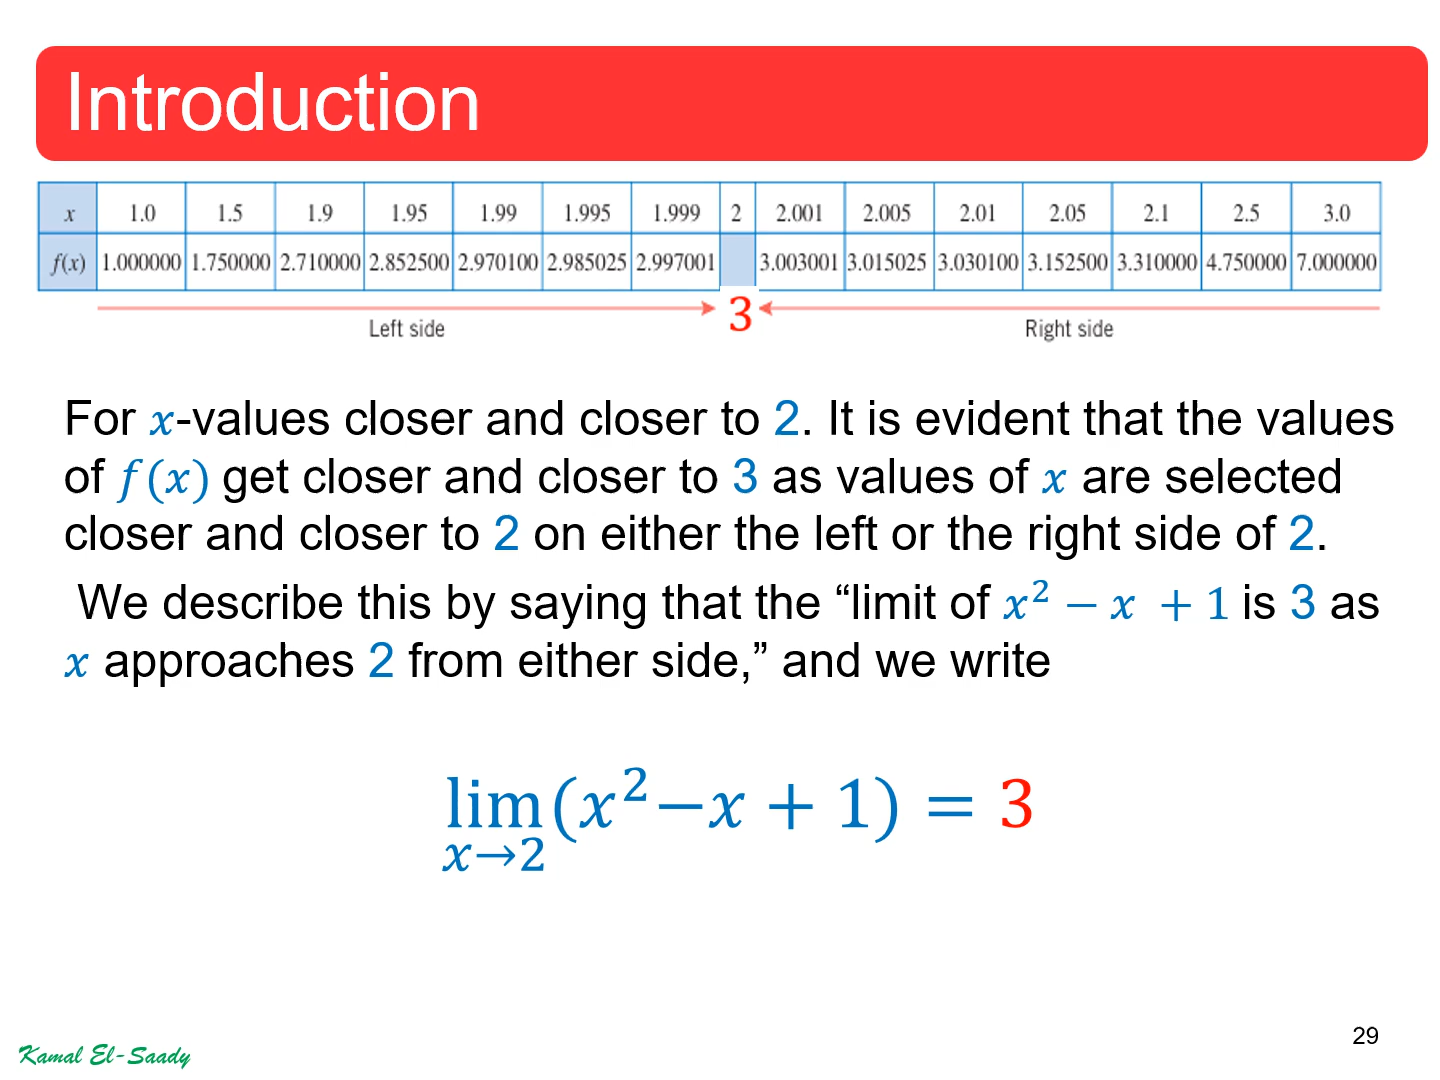 Introduction
x 1.0 1.5 1.9 1.95 1.99 1.995 1.999 2 2.001 2.005 2.01 2.05 2.1 2.5 3.0
f(x) 1.000000 1.750000 2.710000 2.852500 2.970100 2.985025 2.997001 3.003001 3.015025 3.030100 3.152500 3.310000 4.750000 7.000000
Left side 3 Right side
For x-values closer and closer to 2. It is evident that the values
of f(x) get closer and closer to 3 as values of x are selected
closer and closer to 2 on either the left or the right side of 2.
We describe this by saying that the “limit of x² − x + 1 is 3 as
x approaches 2 from either side,” and we write
lim(x²−x + 1) = 3
x→2
29
Kamal El-Saady